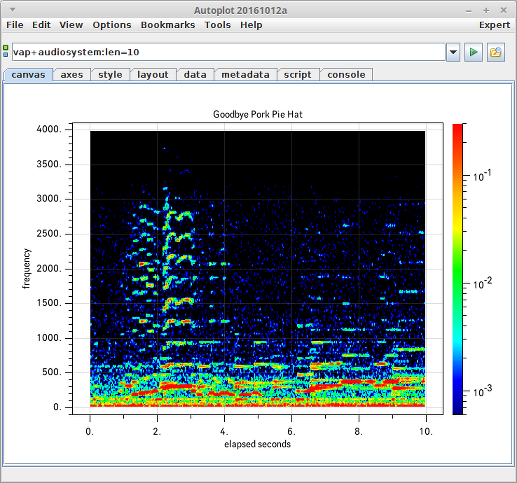 Autoplot 20161012a
File Edit View Options Bookmarks Tools Help Expert
vap+audiosystem:len=10
canvas axes style layout data metadata script console
Goodbye Pork Pie Hat
4000.
3500.
3000.
2500.
2000.
1500.
1000.
500.
0.
frequency
0. 2. 4. 6. 8. 10.
elapsed seconds
10-1
10-2
10-3